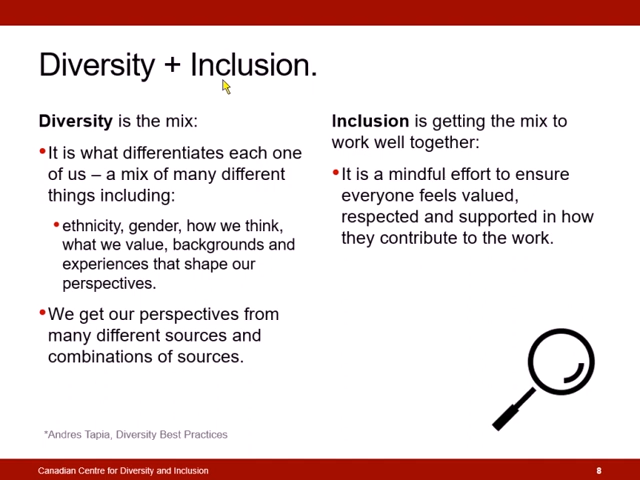 Diversity + Inclusion.
Diversity is the mix:
•It is what differentiates each one
of us – a mix of many different
things including:
•ethnicity, gender, how we think,
what we value, backgrounds and
experiences that shape our
perspectives.
•We get our perspectives from
many different sources and
combinations of sources.
Inclusion is getting the mix to
work well together:
•It is a mindful effort to ensure
everyone feels valued,
respected and supported in how
they contribute to the work.
*Andres Tapia, Diversity Best Practices
Canadian Centre for Diversity and Inclusion
8